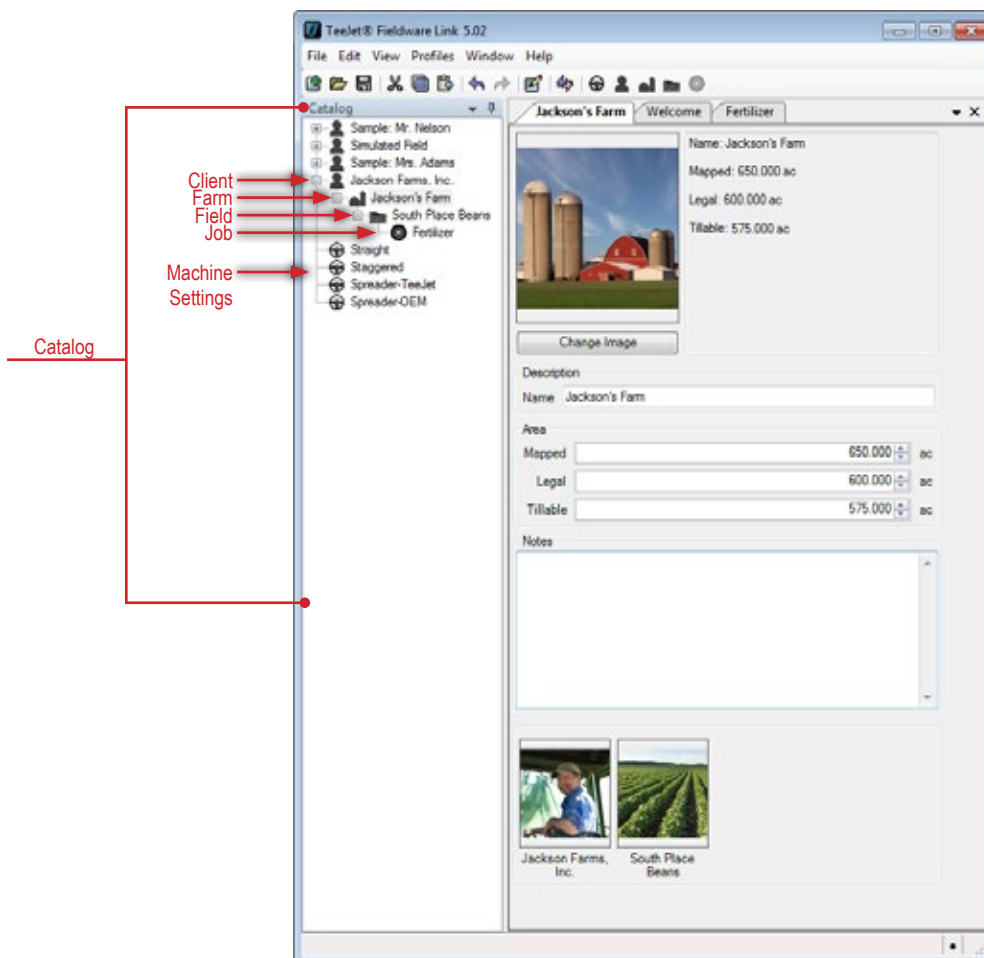 TeeJet® Fieldware Link 5.02
File Edit View Profiles Window Help
Catalog
Sample: Mr. Nelson
Simulated Field
Sample: Mrs. Adams
Jackson Farms, Inc.
Jackson's Farm
South Place Beans
Fertilizer
Straight
Staggered
Spreader-TeeJet
Spreader-OEM
Client
Farm
Field
Job
Machine
Settings
Catalog
Jackson's Farm Welcome Fertilizer
Name: Jackson's Farm
Mapped: 650.000 ac
Legal: 600.000 ac
Tillable: 575.000 ac
Change Image
Description
Name Jackson's Farm
Area
Mapped 650.000 ac
Legal 600.000 ac
Tillable 575.000 ac
Notes
Jackson Farms,
Inc.
South Place
Beans